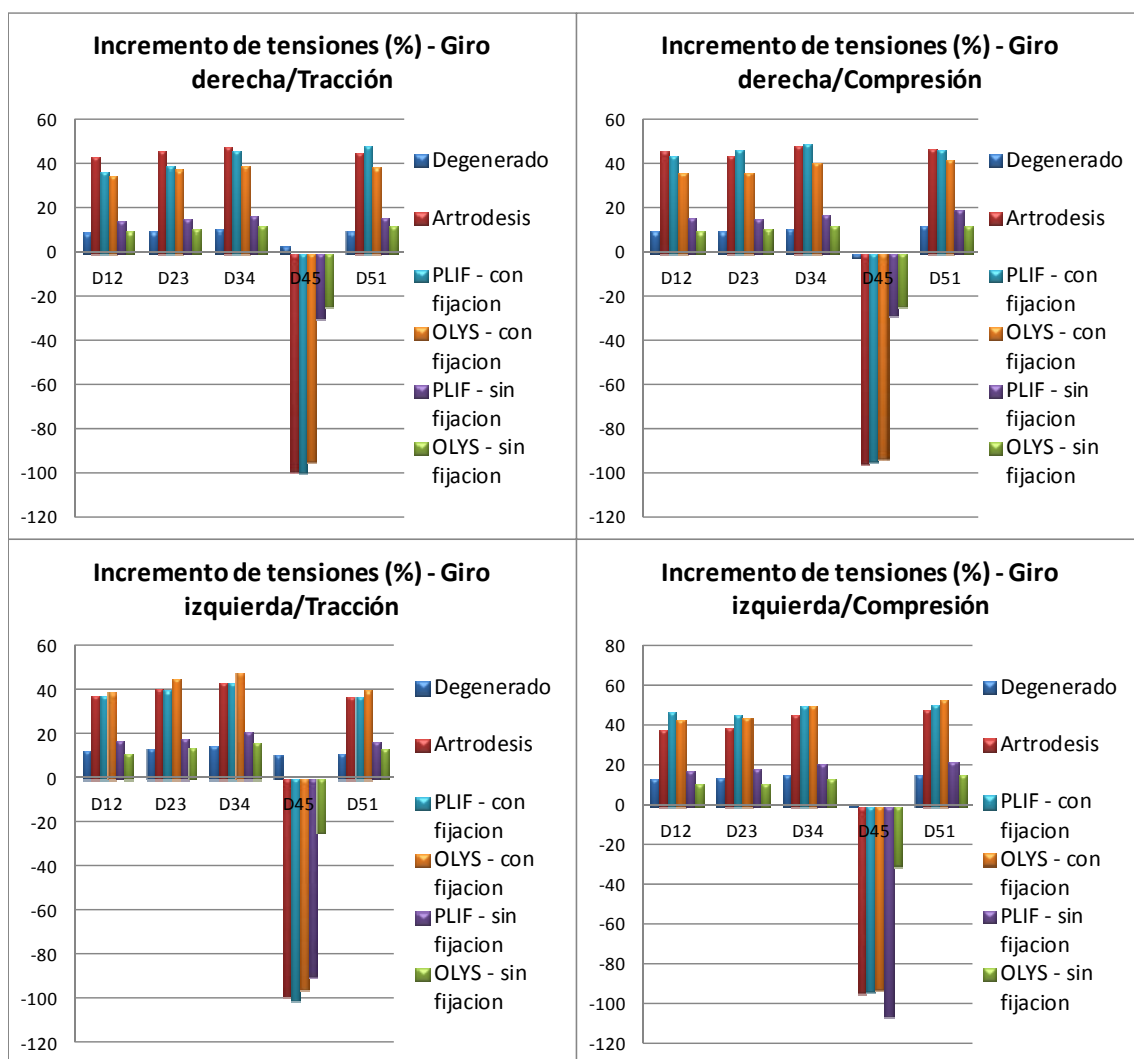 Incremento de tensiones (%) - Giro
derecha/Tracción
60
40
20
0
-20
-40
-60
-80
-100
-120
D12 D23 D34 D45 D51
Degenerado
Artrodesis
PLIF - con
fijacion
OLYS - con
fijacion
PLIF - sin
fijacion
OLYS - sin
fijacion
Incremento de tensiones (%) - Giro
derecha/Compresión
60
40
20
0
-20
-40
-60
-80
-100
-120
D12 D23 D34 D45 D51
Degenerado
Artrodesis
PLIF - con
fijacion
OLYS - con
fijacion
PLIF - sin
fijacion
OLYS - sin
fijacion
Incremento de tensiones (%) - Giro
izquierda/Tracción
60
40
20
0
-20
-40
-60
-80
-100
-120
D12 D23 D34 D45 D51
Degenerado
Artrodesis
PLIF - con
fijacion
OLYS - con
fijacion
PLIF - sin
fijacion
OLYS - sin
fijacion
Incremento de tensiones (%) - Giro
izquierda/Compresión
80
60
40
20
0
-20
-40
-60
-80
-100
-120
D12 D23 D34 D45 D51
Degenerado
Artrodesis
PLIF - con
fijacion
OLYS - con
fijacion
PLIF - sin
fijacion
OLYS - sin
fijacion